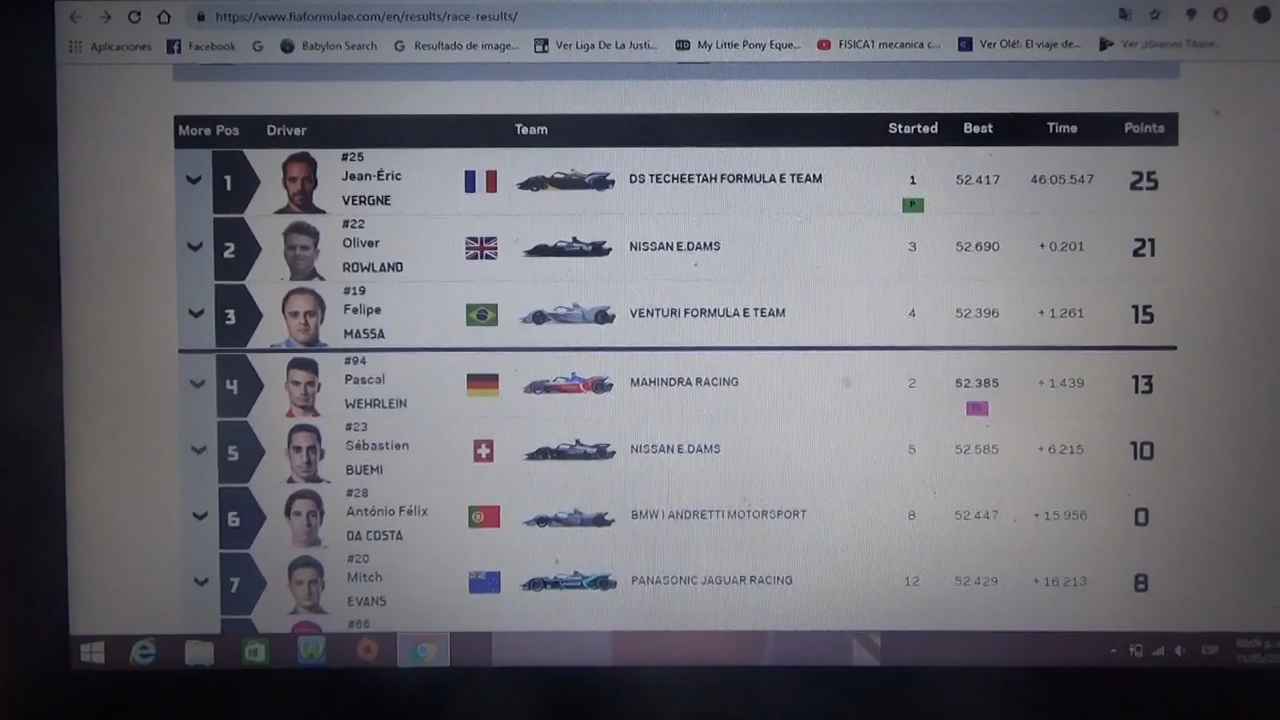 https://www.fiaformulae.com/en/results/race-results/
Aplicaciones Facebook Babylon Search Resultado de image... Ver Liga De La Justi... My Little Pony Eque... FISICA1 mecanica c... Ver Olé!: El viaje de... Ver Jóvenes Titane...
More Pos Driver Team Started Best Time Points
#25
1 Jean-Éric DS TECHEETAH FORMULA E TEAM 1 52.417 46:05.547 25
VERGNE P
#22
2 Oliver NISSAN E.DAMS 3 52.690 + 0.201 21
ROWLAND
#19
3 Felipe VENTURI FORMULA E TEAM 4 52.396 + 1.261 15
MASSA
#94
4 Pascal MAHINDRA RACING 2 52.385 + 1.439 13
WEHRLEIN
#23
5 Sébastien NISSAN E.DAMS 5 52.585 + 6.215 10
BUEMI
#28
6 António Félix BMW I ANDRETTI MOTORSPORT 8 52.447 + 15.956 0
DA COSTA
#20
7 Mitch PANASONIC JAGUAR RACING 12 52.429 + 16.213 8
EVANS
#66
ESP